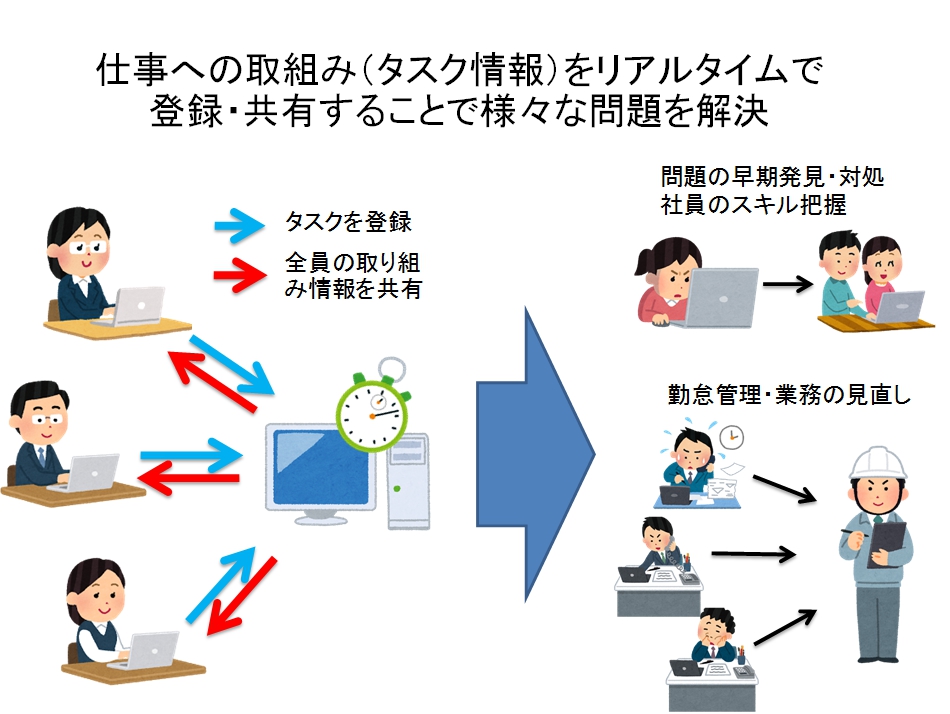 仕事への取組み（タスク情報）をリアルタイムで
登録・共有することで様々な問題を解決
タスクを登録
全員の取り組
み情報を共有
問題の早期発見・対処
社員のスキル把握
勤怠管理・業務の見直し